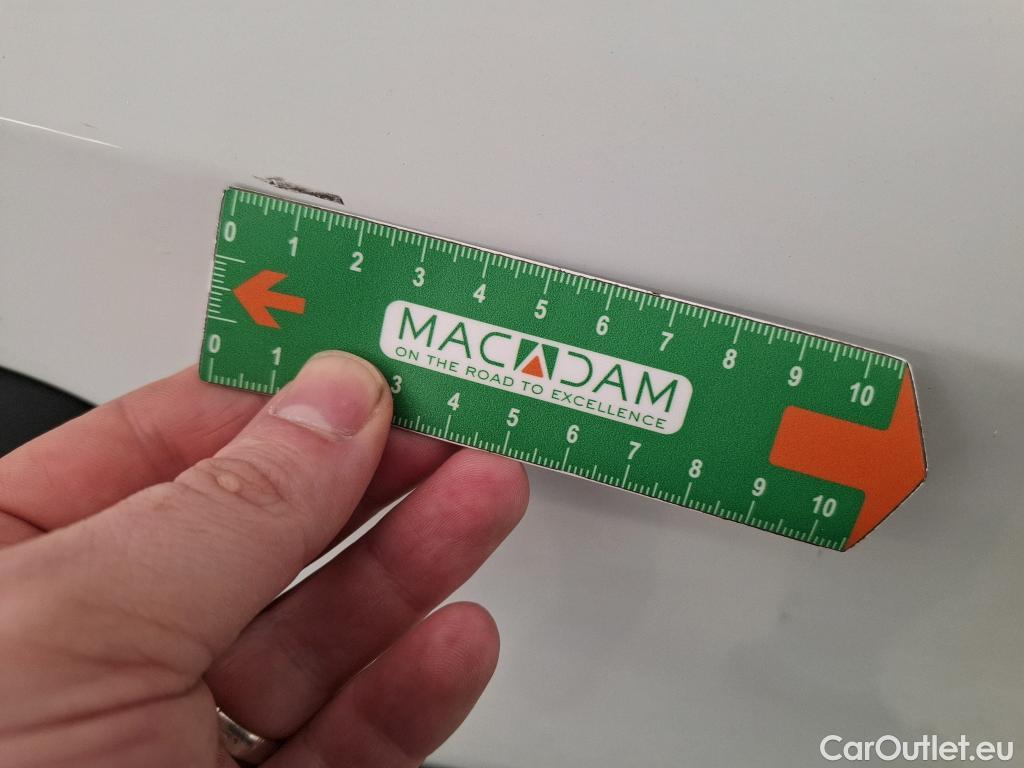 0 1 2 3 4 5 6 7 8 9 10
MACADAM
ON THE ROAD TO EXCELLENCE
0 1 3 4 5 6 7 8 9 10
CarOutlet.eu